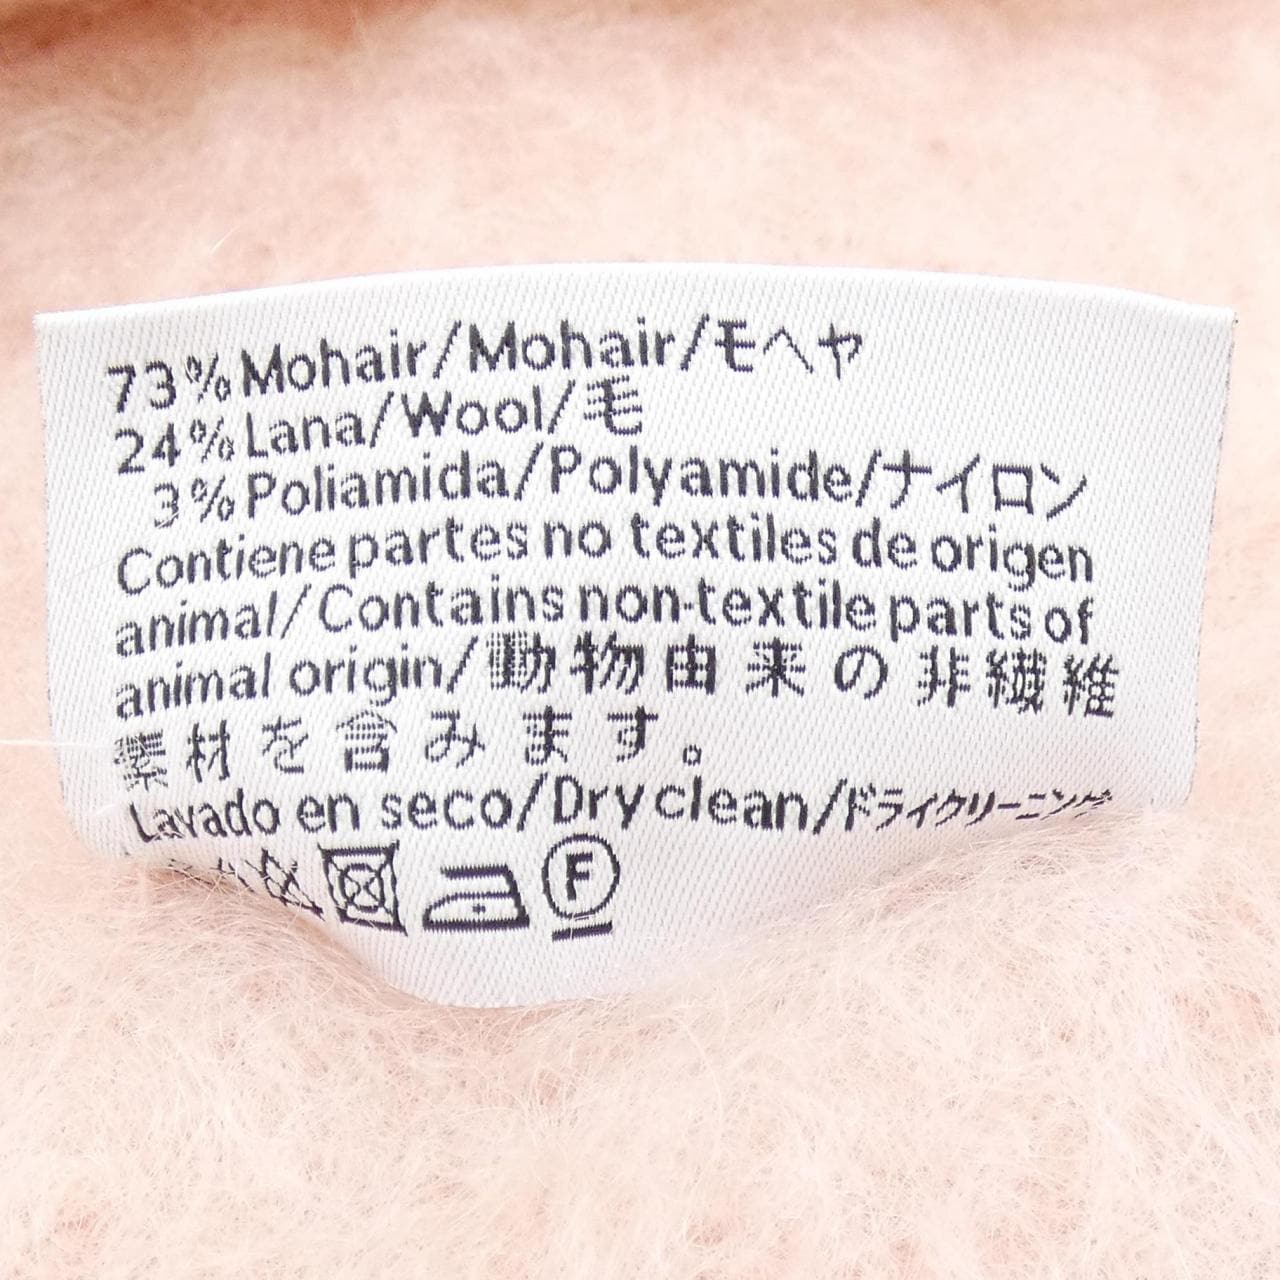 73% Mohair/Mohair/モヘヤ
24% Lana/Wool/毛
3% Poliamida/Polyamide/ナイロン
Contiene partes no textiles de origen
animal/Contains non-textile parts of
animal origin/動物由来の非繊維
素材を含みます。
Lavado en seco/Dry clean/ドライクリーニング
F